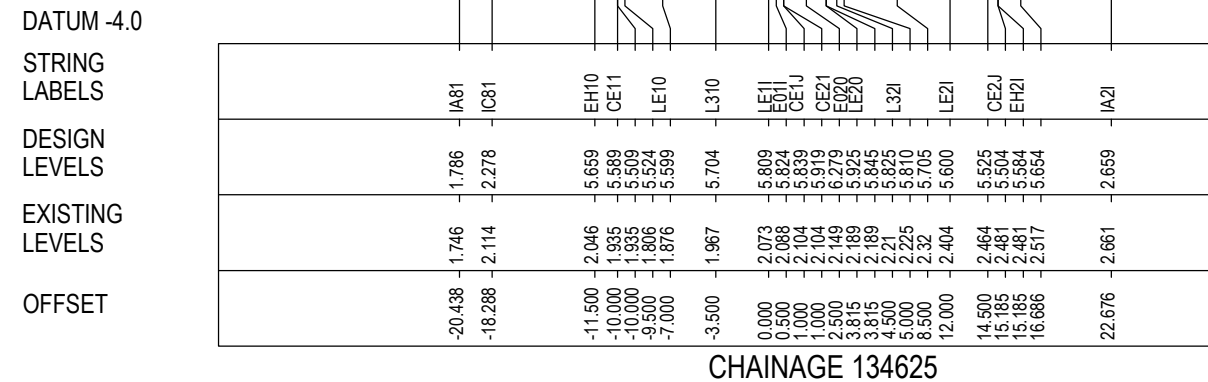 DATUM -4.0
STRING
LABELS
IA81 IC81 EH10 CE11 LE10 L310 LE1I E01I CE1J CE21 E020 LE20 L32I LE2I CE2J EH2I IA2I
DESIGN
LEVELS
1.786 2.278 5.659 5.589 5.509 5.524 5.599 5.704 5.809 5.824 5.839 5.919 6.279 5.925 5.845 5.825 5.810 5.705 5.600 5.525 5.504 5.584 5.654 2.659
EXISTING
LEVELS
1.746 2.114 2.046 1.935 1.935 1.806 1.876 1.967 2.073 2.088 2.104 2.104 2.149 2.189 2.189 2.21 2.225 2.32 2.404 2.464 2.481 2.481 2.517 2.661
OFFSET
-20.438 -18.288 -11.500 -10.000 -10.000 -9.500 -7.000 -3.500 0.000 0.500 1.000 1.000 2.500 3.815 3.815 4.500 5.000 8.500 12.000 14.500 15.185 15.185 16.686 22.676
CHAINAGE 134625